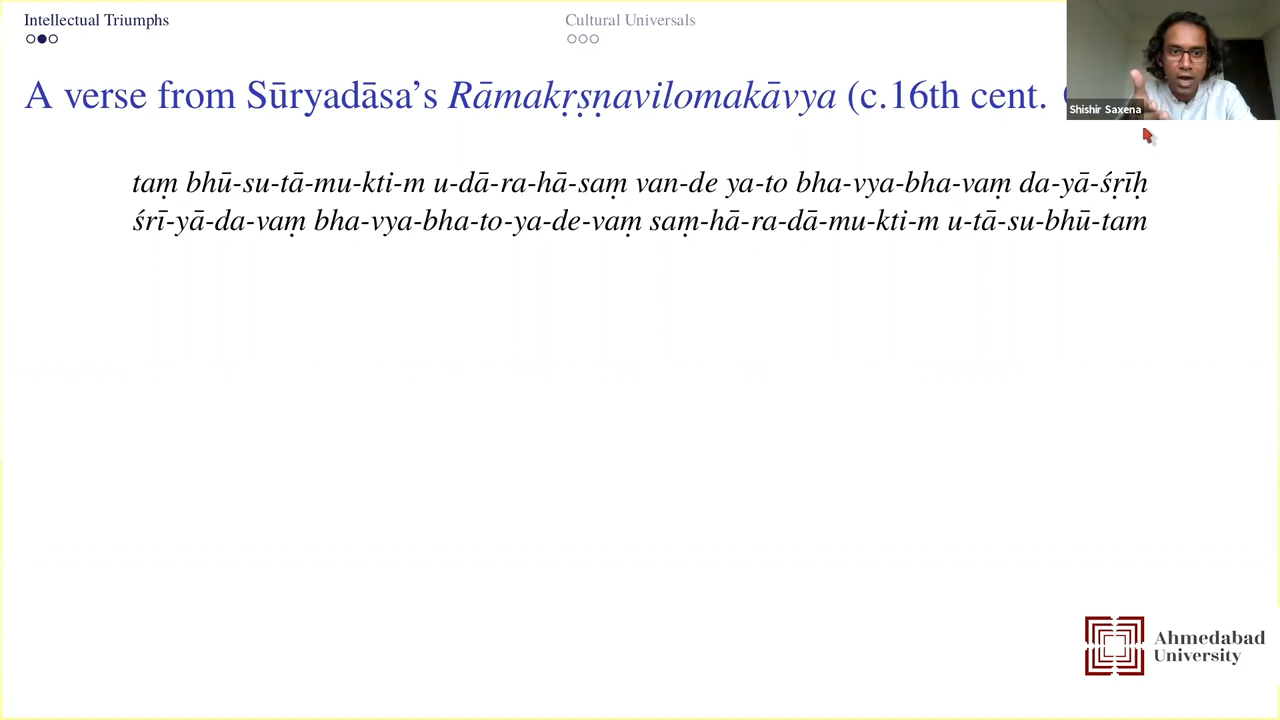 Intellectual Triumphs
Cultural Universals
A verse from Sūryadāsa’s Rāmakṛṣṇavilomakāvya (c.16th cent.
Shishir Saxena
taṃ bhū-su-tā-mu-kti-m u-dā-ra-hā-saṃ van-de ya-to bha-vya-bha-vaṃ da-yā-śṛīḥ
śrī-yā-da-vaṃ bha-vya-bha-to-ya-de-vaṃ saṃ-hā-ra-dā-mu-kti-m u-tā-su-bhū-tam
Ahmedabad
University